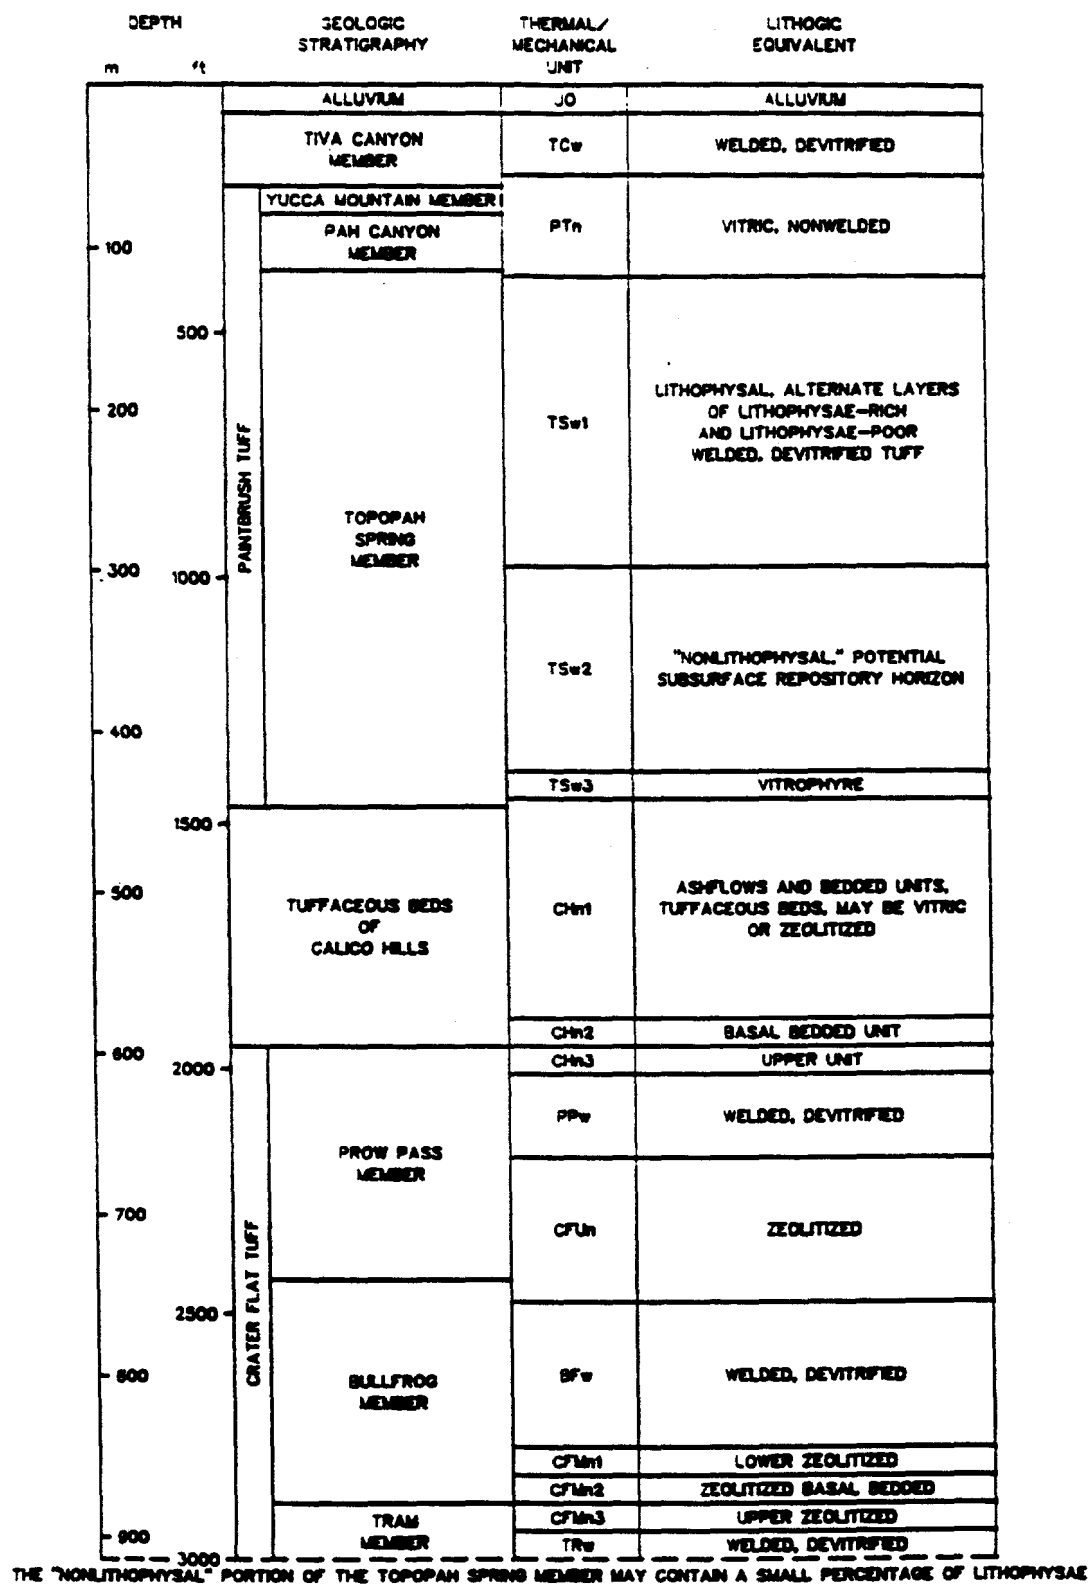 DEPTH
GEOLOGIC
STRATIGRAPHY
THERMAL/
MECHANICAL
UNIT
LITHOGIC
EQUIVALENT
m
ft
ALLUVIUM
UO
ALLUVIUM
TIVA CANYON
MEMBER
TCw
WELDED, DEVITRIFIED
YUCCA MOUNTAIN MEMBER
PAH CANYON
MEMBER
PTn
VITRIC, NONWELDED
100
500
200
300
1000
400
PAINTBRUSH TUFF
TOPOPAH
SPRING
MEMBER
TSw1
LITHOPHYSAL, ALTERNATE LAYERS
OF LITHOPHYSAE-RICH
AND LITHOPHYSAE-POOR
WELDED, DEVITRIFIED TUFF
TSw2
"NONLITHOPHYSAL," POTENTIAL
SUBSURFACE REPOSITORY HORIZON
TSw3
VITROPHYRE
1500
500
TUFFACEOUS BEDS
OF
CALICO HILLS
CHn1
ASHFLOWS AND BEDDED UNITS,
TUFFACEOUS BEDS, MAY BE VITRIC
OR ZEOLITIZED
CHn2
BASAL BEDDED UNIT
600
2000
CHn3
UPPER UNIT
CRATER FLAT TUFF
PROW PASS
MEMBER
PPw
WELDED, DEVITRIFIED
700
CFUn
ZEOLITIZED
2500
800
BULLFROG
MEMBER
BFw
WELDED, DEVITRIFIED
CFMn1
LOWER ZEOLITIZED
CFMn2
ZEOLITIZED BASAL BEDDED
TRAM
MEMBER
CFMn3
UPPER ZEOLITIZED
900
3000
TRw
WELDED, DEVITRIFIED
THE "NONLITHOPHYSAL" PORTION OF THE TOPOPAH SPRING MEMBER MAY CONTAIN A SMALL PERCENTAGE OF LITHOPHYSAE